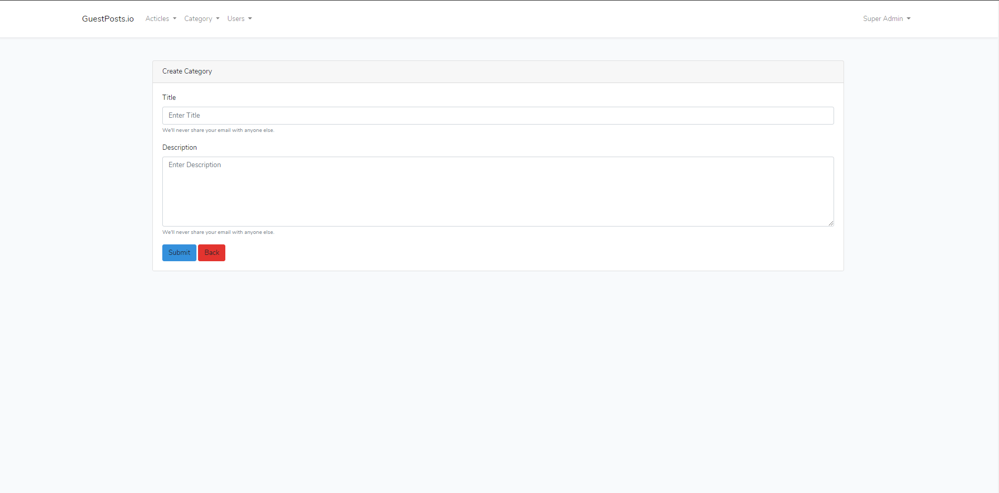 GuestPosts.io Acticles Category Users Super Admin
Create Category
Title
Enter Title
We'll never share your email with anyone else.
Description
Enter Description
We'll never share your email with anyone else.
Submit Back